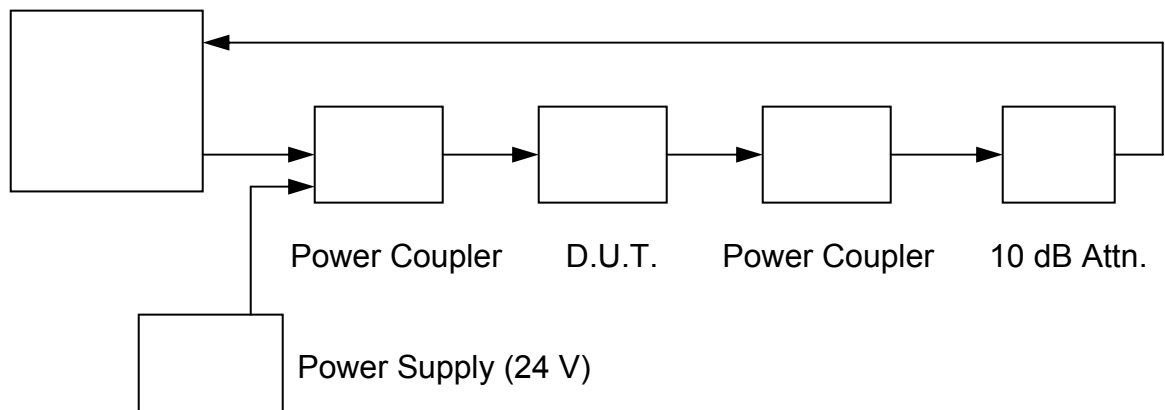 Power Coupler
D.U.T.
Power Coupler
10 dB Attn.
Power Supply (24 V)